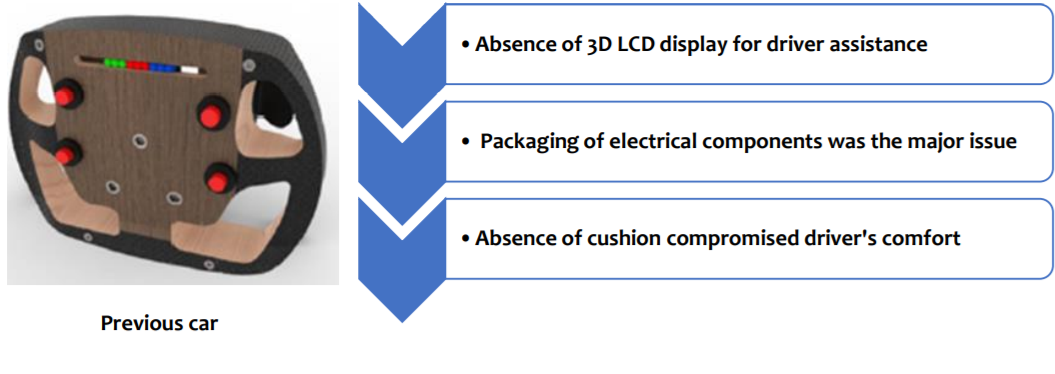 • Absence of 3D LCD display for driver assistance
• Packaging of electrical components was the major issue
• Absence of cushion compromised driver's comfort
Previous car